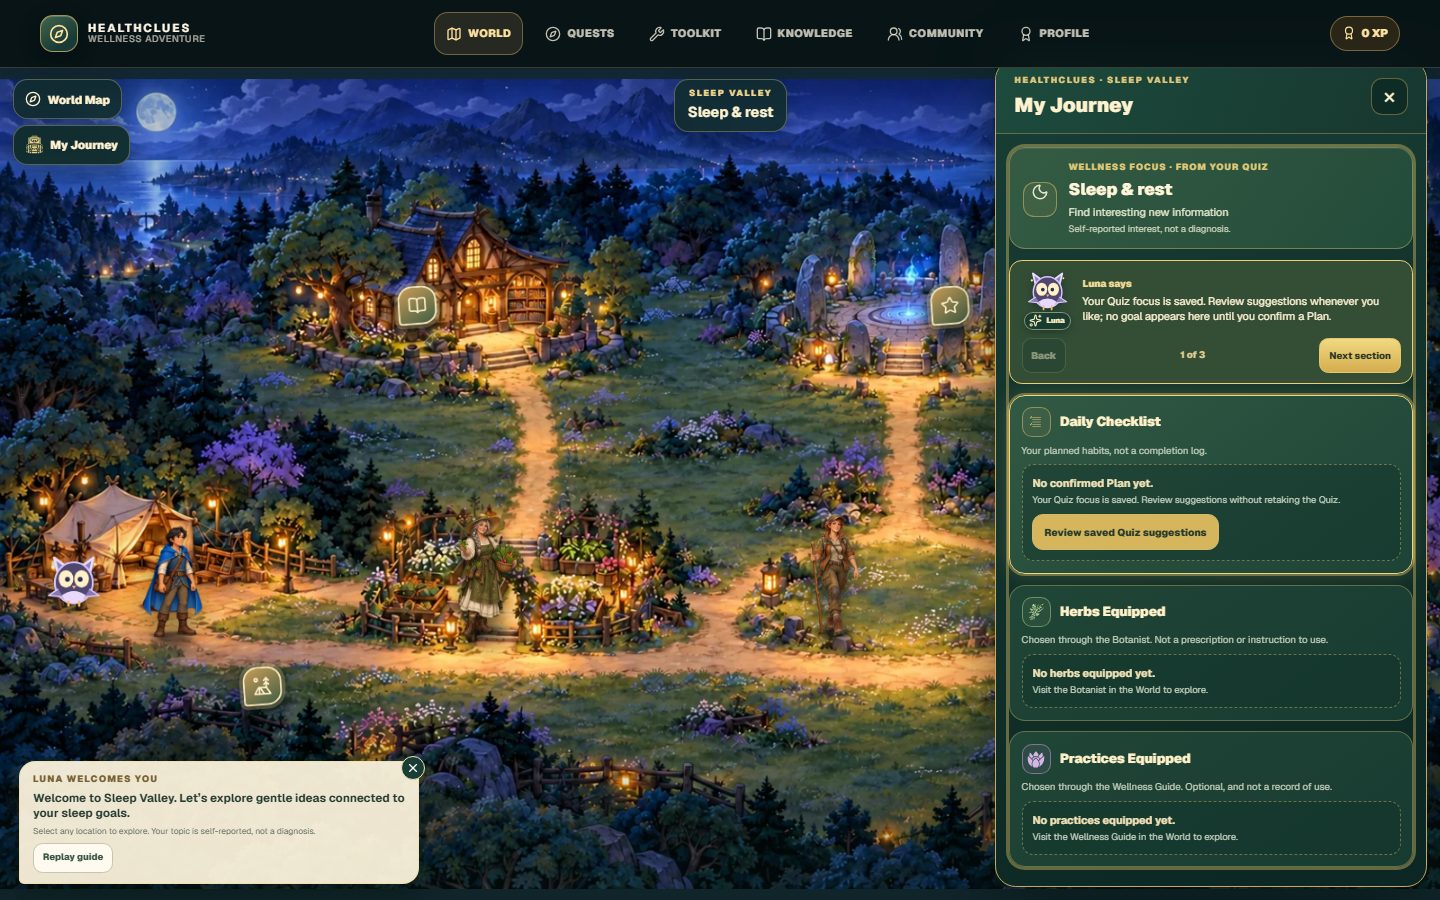 HEALTHCLUES
WELLNESS ADVENTURE
WORLD
QUESTS
TOOLKIT
KNOWLEDGE
COMMUNITY
PROFILE
0 XP
World Map
My Journey
SLEEP VALLEY
Sleep & rest
HEALTHCLUES · SLEEP VALLEY
My Journey
WELLNESS FOCUS · FROM YOUR QUIZ
Sleep & rest
Find interesting new information
Self-reported interest, not a diagnosis.
Luna says
Your Quiz focus is saved. Review suggestions whenever you
like; no goal appears here until you confirm a Plan.
Luna
Back
1 of 3
Next section
Daily Checklist
Your planned habits, not a completion log.
No confirmed Plan yet.
Your Quiz focus is saved. Review suggestions without retaking the Quiz.
Review saved Quiz suggestions
Herbs Equipped
Chosen through the Botanist. Not a prescription or instruction to use.
No herbs equipped yet.
Visit the Botanist in the World to explore.
Practices Equipped
Chosen through the Wellness Guide. Optional, and not a record of use.
No practices equipped yet.
Visit the Wellness Guide in the World to explore.
LUNA WELCOMES YOU
Welcome to Sleep Valley. Let's explore gentle ideas connected to
your sleep goals.
Select any location to explore. Your topic is self-reported, not a diagnosis.
Replay guide